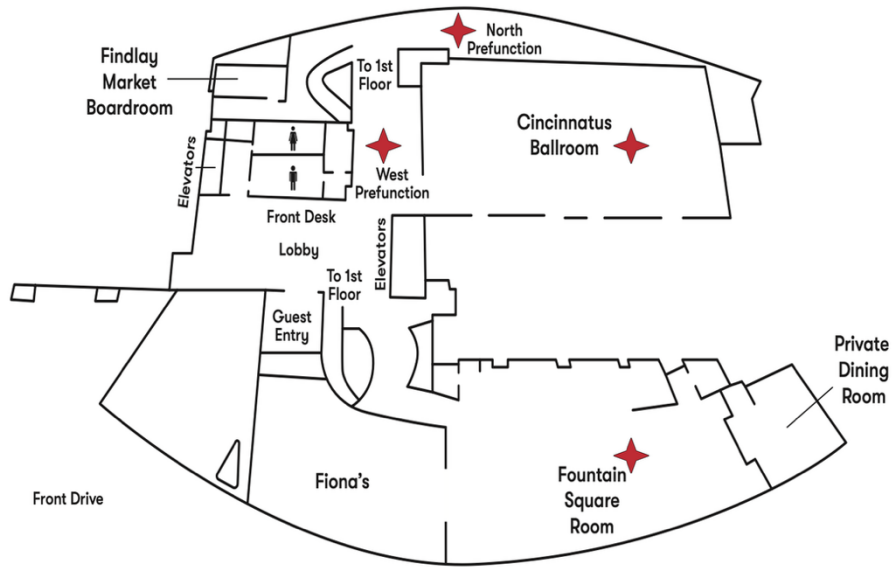 North
Prefunction
Findlay
Market
Boardroom
To 1st
Floor
Cincinnatus
Ballroom
Elevators
West
Prefunction
Front Desk
Lobby
Elevators
To 1st
Floor
Guest
Entry
Private
Dining
Room
Fiona's
Fountain
Square
Room
Front Drive